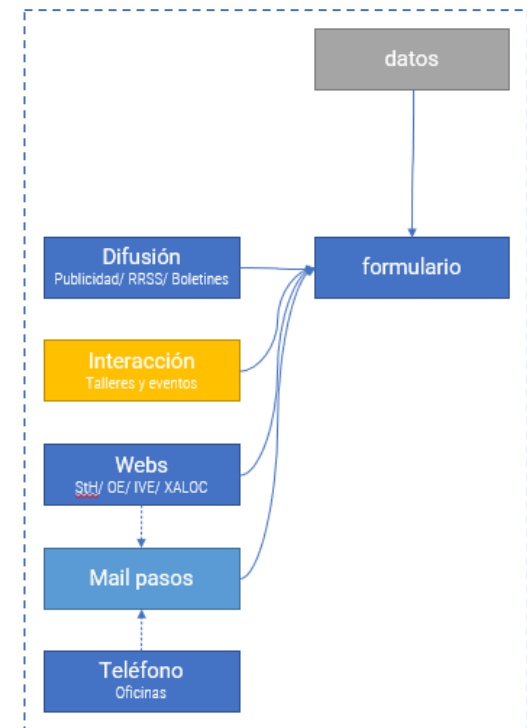 datos
Difusión
Publicidad/ RRSS/ Boletines
formulario
Interacción
Talleres y eventos
Webs
StH/ OE/ IVE/ XALOC
Mail pasos
Teléfono
Oficinas